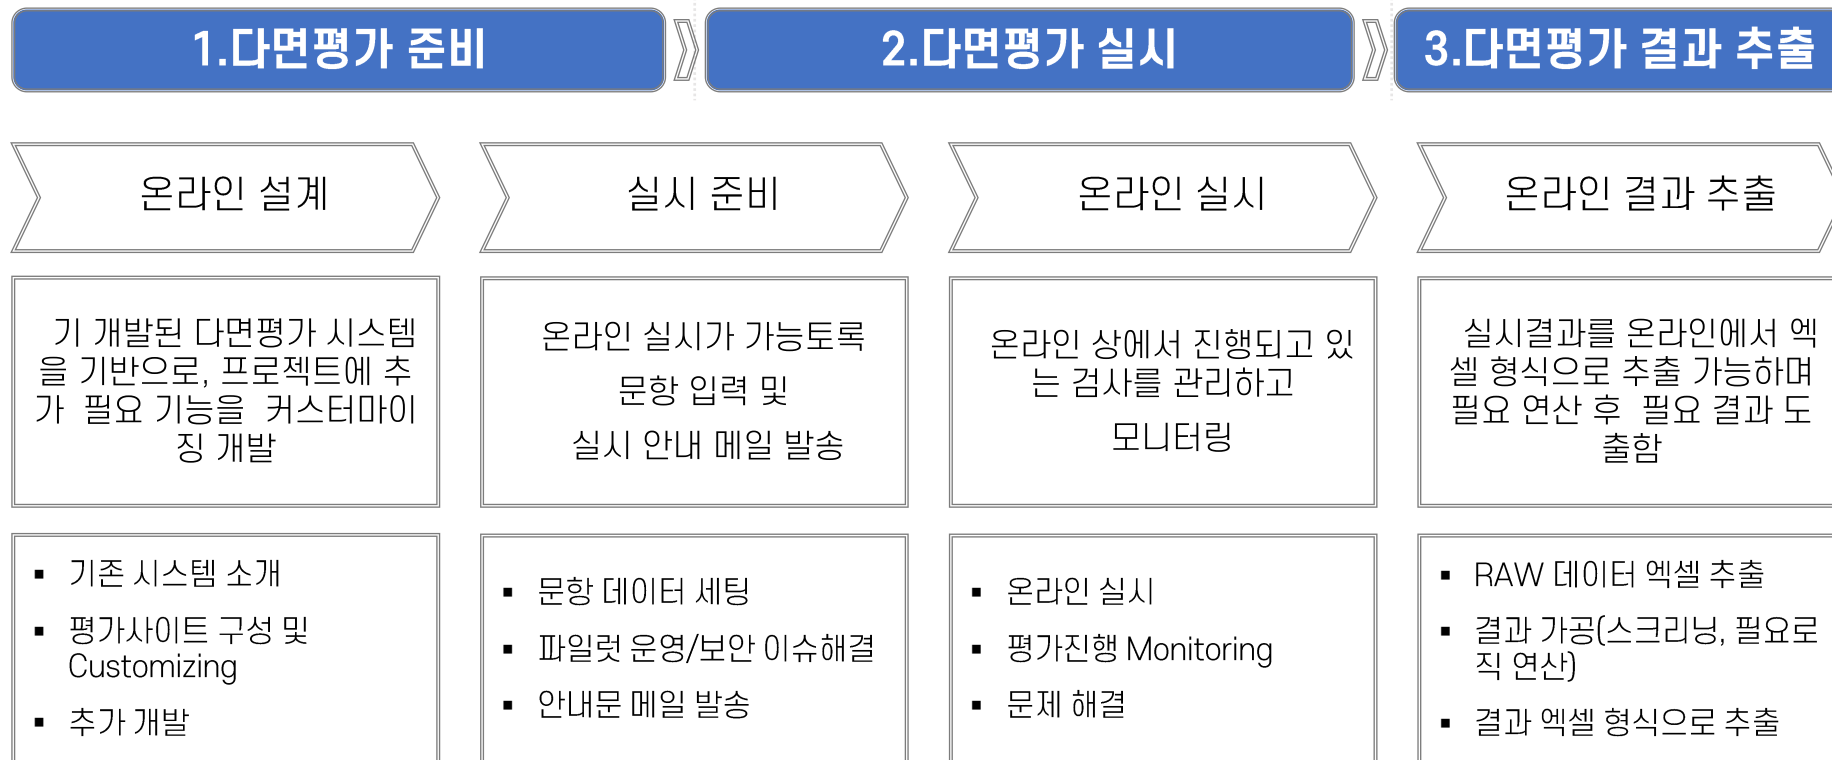 1.다면평가 준비
2.다면평가 실시
3.다면평가 결과 추출
온라인 설계
실시 준비
온라인 실시
온라인 결과 추출
기 개발된 다면평가 시스템
을 기반으로, 프로젝트에 추
가 필요 기능을 커스터마이
징 개발
온라인 실시가 가능토록
문항 입력 및
실시 안내 메일 발송
온라인 상에서 진행되고 있
는 검사를 관리하고
모니터링
실시결과를 온라인에서 엑
셀 형식으로 추출 가능하며
필요 연산 후 필요 결과 도
출함
▪ 기존 시스템 소개
▪ 평가사이트 구성 및
Customizing
▪ 추가 개발
▪ 문항 데이터 세팅
▪ 파일럿 운영/보안 이슈해결
▪ 안내문 메일 발송
▪ 온라인 실시
▪ 평가진행 Monitoring
▪ 문제 해결
▪ RAW 데이터 엑셀 추출
▪ 결과 가공(스크리닝, 필요로
직 연산)
▪ 결과 엑셀 형식으로 추출